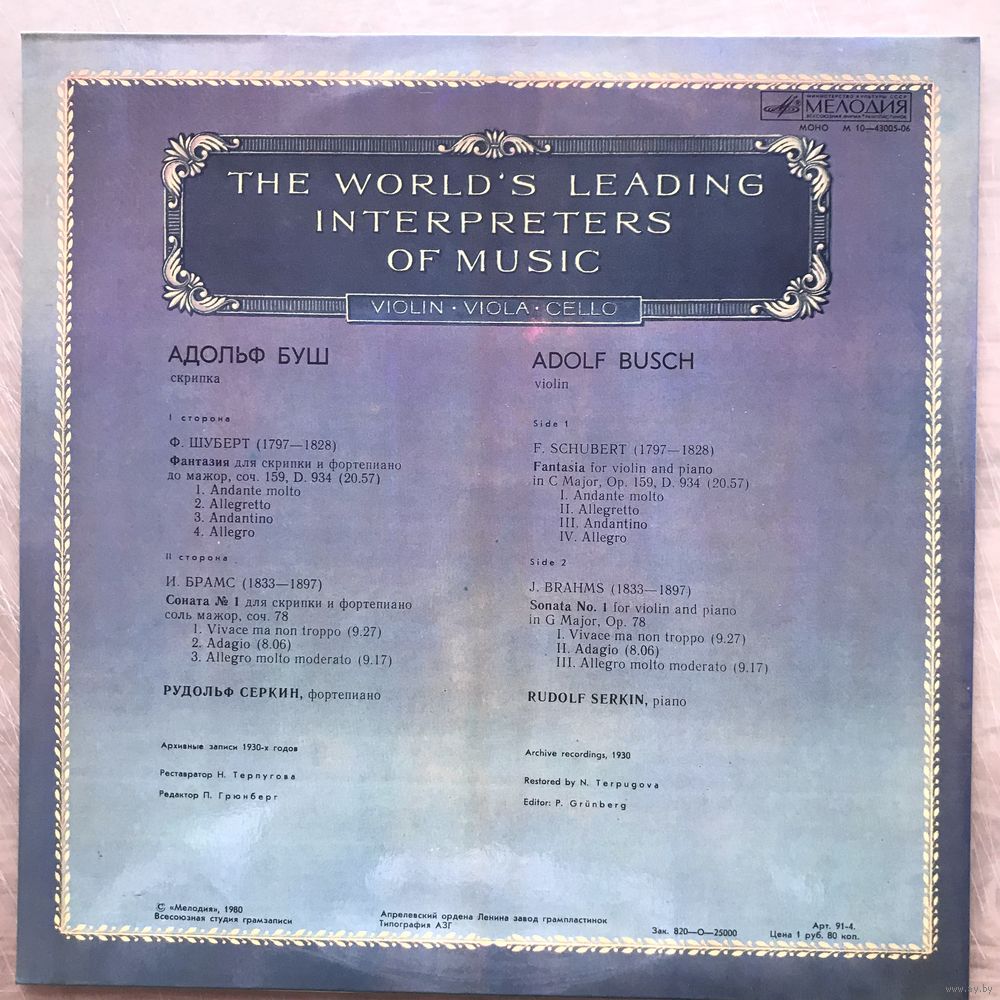 МИНИСТЕРСТВО КУЛЬТУРЫ СССР
МЕЛОДИЯ
ВСЕСОЮЗНАЯ ФИРМА ГРАМПЛАСТИНОК
МОНО М 10—43005-06
THE WORLD'S LEADING
INTERPRETERS
OF MUSIC
VIOLIN · VIOLA · CELLO
АДОЛЬФ БУШ
скрипка
I сторона
Ф. ШУБЕРТ (1797—1828)
Фантазия для скрипки и фортепиано
до мажор, соч. 159, D. 934 (20.57)
1. Andante molto
2. Allegretto
3. Andantino
4. Allegro
II сторона
И. БРАМС (1833—1897)
Соната № 1 для скрипки и фортепиано
соль мажор, соч. 78
1. Vivace ma non troppo (9.27)
2. Adagio (8.06)
3. Allegro molto moderato (9.17)
РУДОЛЬФ СЕРКИН, фортепиано
Архивные записи 1930-х годов
Реставратор Н. Терпугова
Редактор П. Грюнберг
ADOLF BUSCH
violin
Side 1
F. SCHUBERT (1797—1828)
Fantasia for violin and piano
in C Major, Op. 159, D. 934 (20.57)
I. Andante molto
II. Allegretto
III. Andantino
IV. Allegro
Side 2
J. BRAHMS (1833—1897)
Sonata No. 1 for violin and piano
in G Major, Op. 78
I. Vivace ma non troppo (9.27)
II. Adagio (8.06)
III. Allegro molto moderato (9.17)
RUDOLF SERKIN, piano
Archive recordings, 1930
Restored by N. Terpugova
Editor: P. Grünberg
© «Мелодия», 1980
Всесоюзная студия грамзаписи
Апрелевский ордена Ленина завод грампластинок
Типография АЗГ
Зак. 820—О—25000
Арт. 91-4.
Цена 1 руб. 80 коп.
www.ay.by